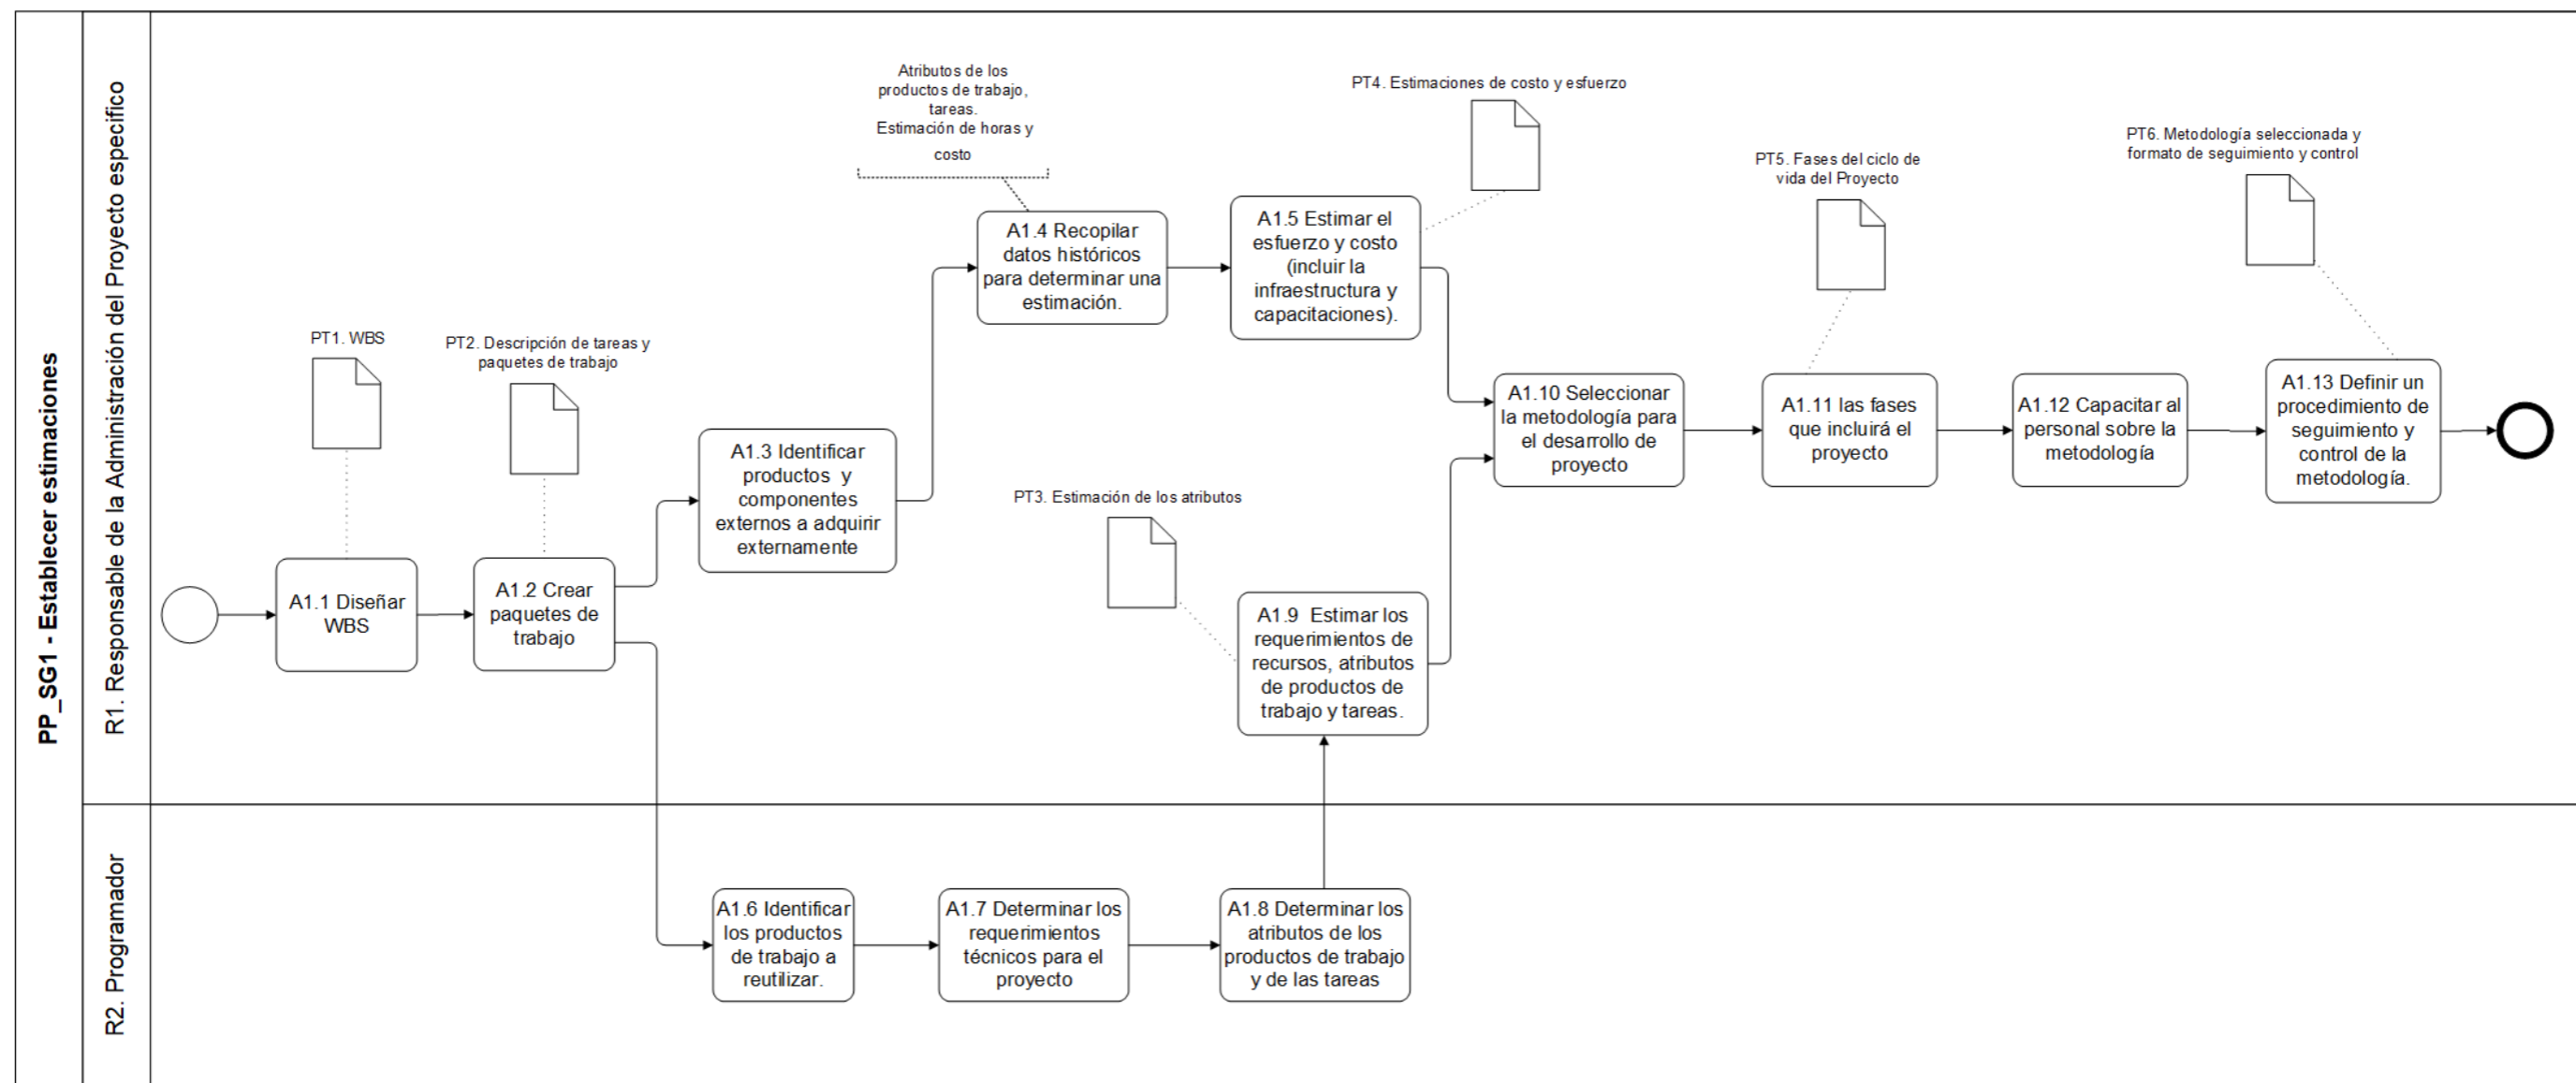 PP_SG1 - Establecer estimaciones
R1. Responsable de la Administración del Proyecto especifico
PT1. WBS
A1.1 Diseñar
WBS
PT2. Descripción de tareas y
paquetes de trabajo
A1.2 Crear
paquetes de
trabajo
A1.3 Identificar
productos y
componentes
externos a adquirir
externamente
Atributos de los
productos de trabajo,
tareas.
Estimación de horas y
costo
A1.4 Recopilar
datos históricos
para determinar una
estimación.
PT4. Estimaciones de costo y esfuerzo
A1.5 Estimar el
esfuerzo y costo
(incluir la
infraestructura y
capacitaciones).
PT3. Estimación de los atributos
A1.9 Estimar los
requerimientos de
recursos, atributos
de productos de
trabajo y tareas.
A1.10 Seleccionar
la metodología para
el desarrollo de
proyecto
PT5. Fases del ciclo de
vida del Proyecto
A1.11 las fases
que incluirá el
proyecto
A1.12 Capacitar al
personal sobre la
metodología
PT6. Metodología seleccionada y
formato de seguimiento y control
A1.13 Definir un
procedimiento de
seguimiento y
control de la
metodología.
R2. Programador
A1.6 Identificar
los productos
de trabajo a
reutilizar.
A1.7 Determinar los
requerimientos
técnicos para el
proyecto
A1.8 Determinar los
atributos de los
productos de trabajo
y de las tareas